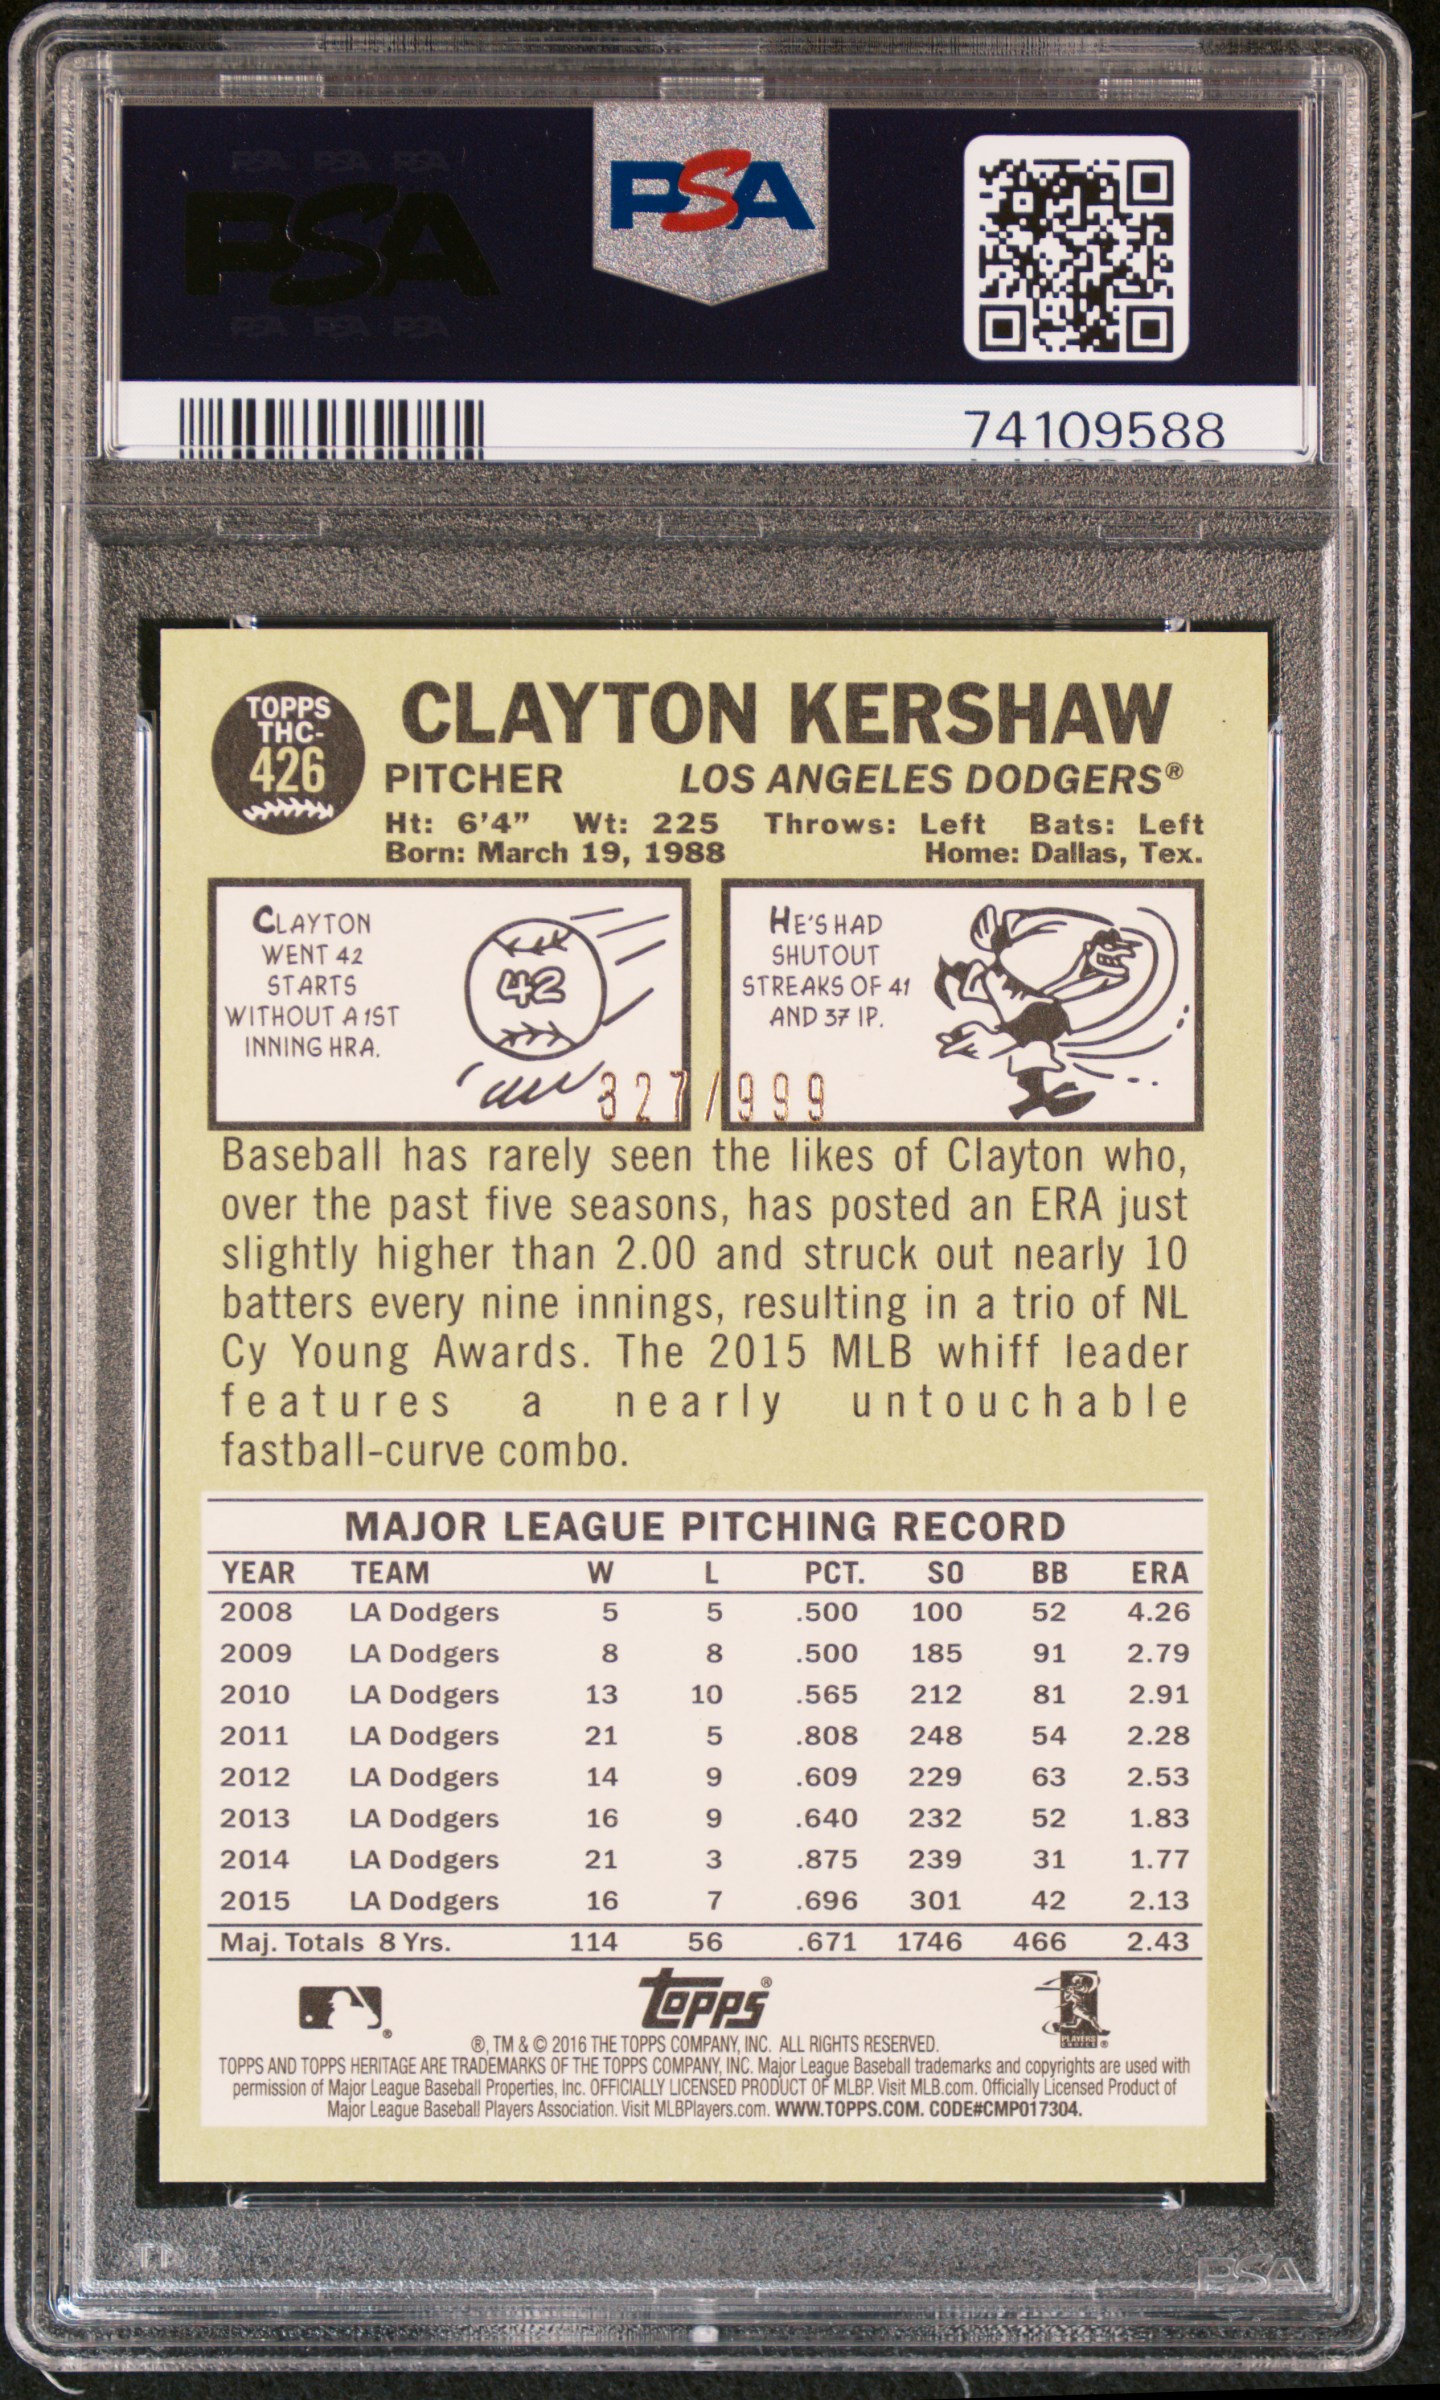 PSA PSA PSA
PSA
PSA PSA PSA
PSA
74109588
TOPPS
THC-
426
CLAYTON KERSHAW
PITCHER LOS ANGELES DODGERS®
Ht: 6'4" Wt: 225 Throws: Left Bats: Left
Born: March 19, 1988 Home: Dallas, Tex.
CLAYTON
WENT 42
STARTS
WITHOUT A 1ST
INNING HRA.
42
HE'S HAD
SHUTOUT
STREAKS OF 41
AND 37 IP.
327/999
Baseball has rarely seen the likes of Clayton who,
over the past five seasons, has posted an ERA just
slightly higher than 2.00 and struck out nearly 10
batters every nine innings, resulting in a trio of NL
Cy Young Awards. The 2015 MLB whiff leader
features a nearly untouchable
fastball-curve combo.
MAJOR LEAGUE PITCHING RECORD
YEAR TEAM W L PCT. SO BB ERA
2008 LA Dodgers 5 5 .500 100 52 4.26
2009 LA Dodgers 8 8 .500 185 91 2.79
2010 LA Dodgers 13 10 .565 212 81 2.91
2011 LA Dodgers 21 5 .808 248 54 2.28
2012 LA Dodgers 14 9 .609 229 63 2.53
2013 LA Dodgers 16 9 .640 232 52 1.83
2014 LA Dodgers 21 3 .875 239 31 1.77
2015 LA Dodgers 16 7 .696 301 42 2.13
Maj. Totals 8 Yrs. 114 56 .671 1746 466 2.43
® Topps® PLAYERS CHOICE ®
®, TM & © 2016 THE TOPPS COMPANY, INC. ALL RIGHTS RESERVED.
TOPPS AND TOPPS HERITAGE ARE TRADEMARKS OF THE TOPPS COMPANY, INC. Major League Baseball trademarks and copyrights are used with
permission of Major League Baseball Properties, Inc. OFFICIALLY LICENSED PRODUCT OF MLBP. Visit MLB.com. Officially Licensed Product of
Major League Baseball Players Association. Visit MLBPlayers.com. WWW.TOPPS.COM. CODE#CMP017304.
PSA